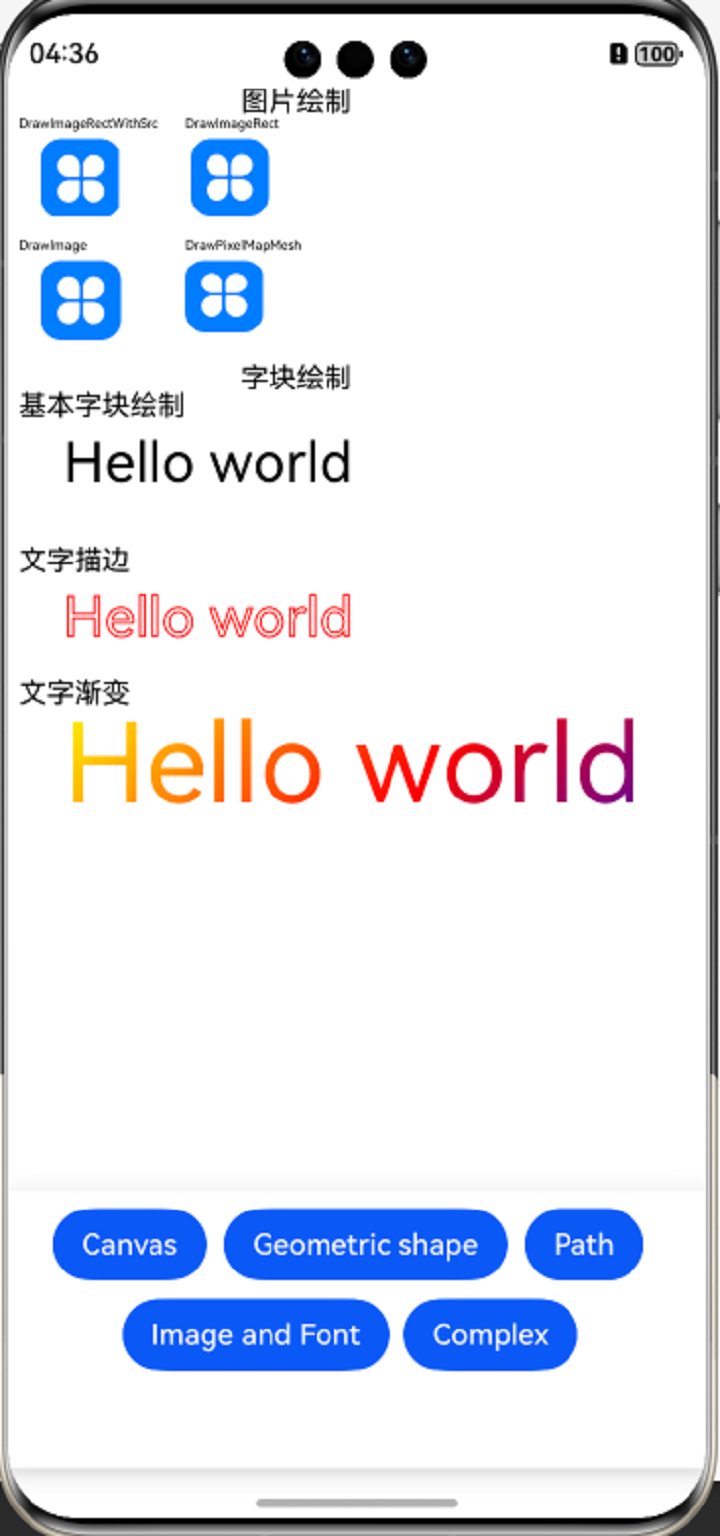 04:36 100
图片绘制
DrawImageRectWithSrc DrawImageRect
DrawImage DrawPixelMapMesh
字块绘制
基本字块绘制
Hello world
文字描边
Hello world
文字渐变
Hello world
Canvas Geometric shape Path
Image and Font Complex